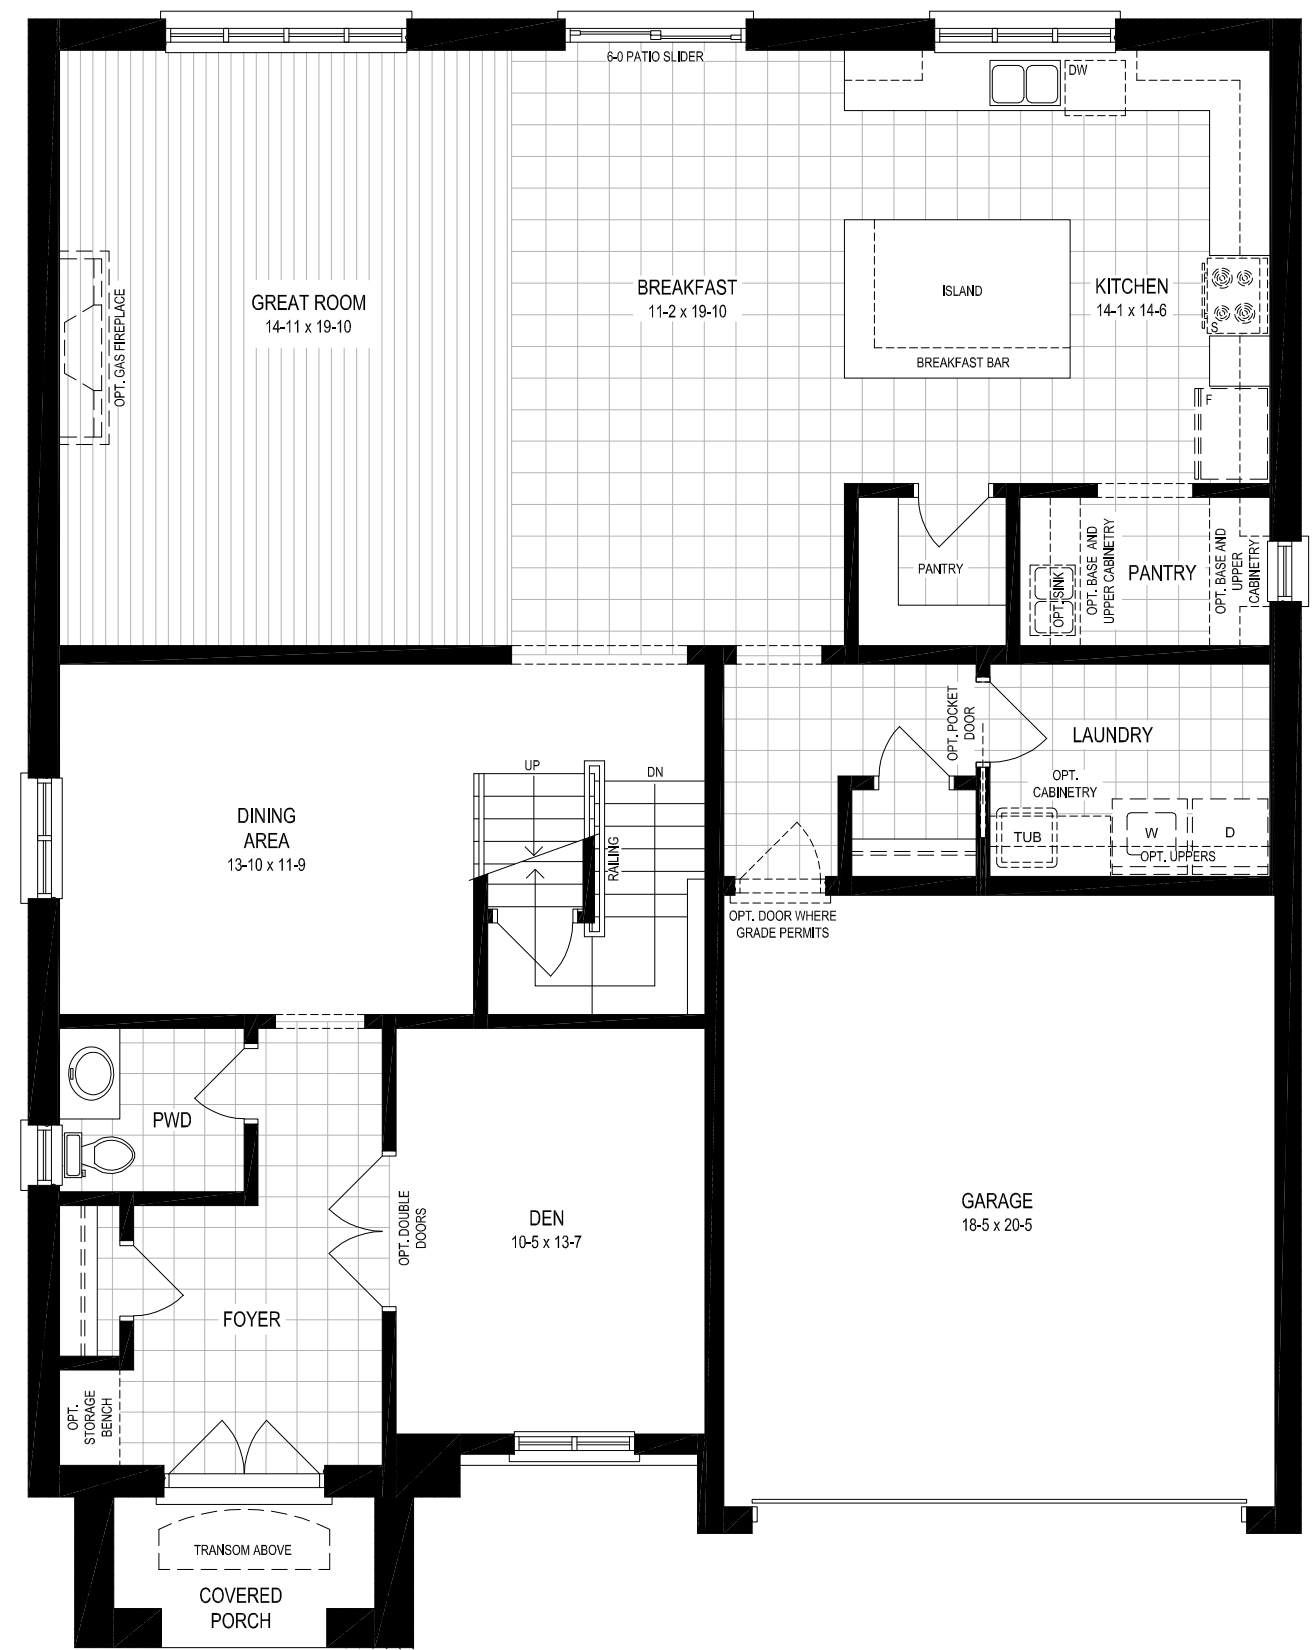 6-0 PATIO SLIDER
DW
GREAT ROOM
14-11 x 19-10
OPT. GAS FIREPLACE
BREAKFAST
11-2 x 19-10
ISLAND
BREAKFAST BAR
KITCHEN
14-1 x 14-6
S
F
PANTRY
OPT. SINK
OPT. BASE AND
UPPER CABINETRY
PANTRY
OPT. BASE AND
UPPER
CABINETRY
OPT. POCKET
DOOR
LAUNDRY
OPT.
CABINETRY
TUB
W
D
OPT. UPPERS
UP
DN
RAILING
DINING
AREA
13-10 x 11-9
OPT. DOOR WHERE
GRADE PERMITS
PWD
OPT. DOUBLE
DOORS
DEN
10-5 x 13-7
GARAGE
18-5 x 20-5
FOYER
OPT.
STORAGE
BENCH
TRANSOM ABOVE
COVERED
PORCH